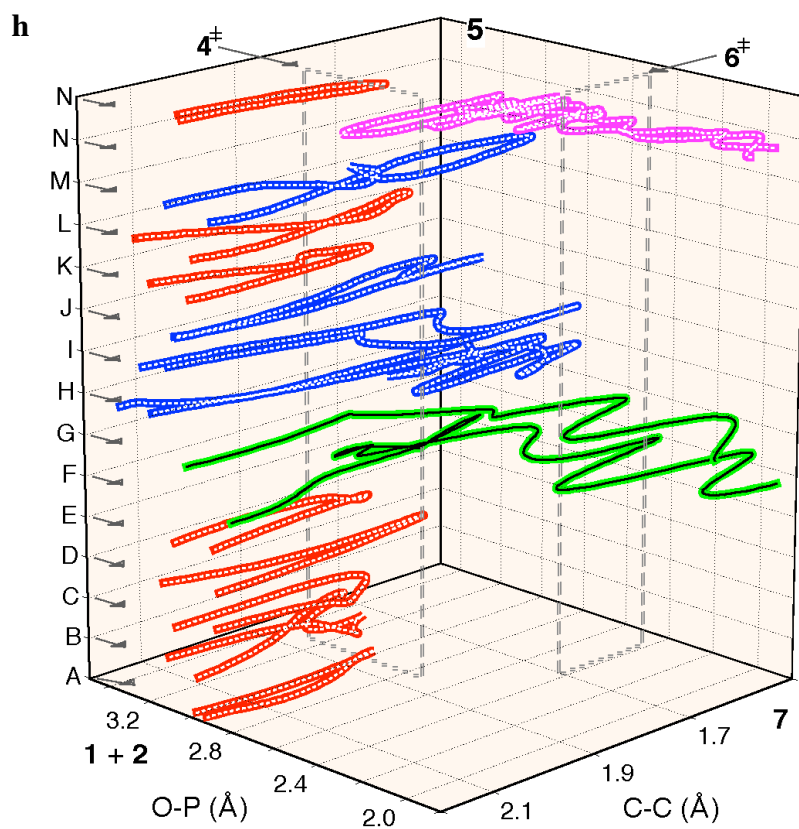 h
4‡
5
6‡
N
N
M
L
K
J
I
H
G
F
E
D
C
B
A
3.2
2.8
2.4
2.0
1 + 2
O-P (Å)
2.1
1.9
1.7
7
C-C (Å)